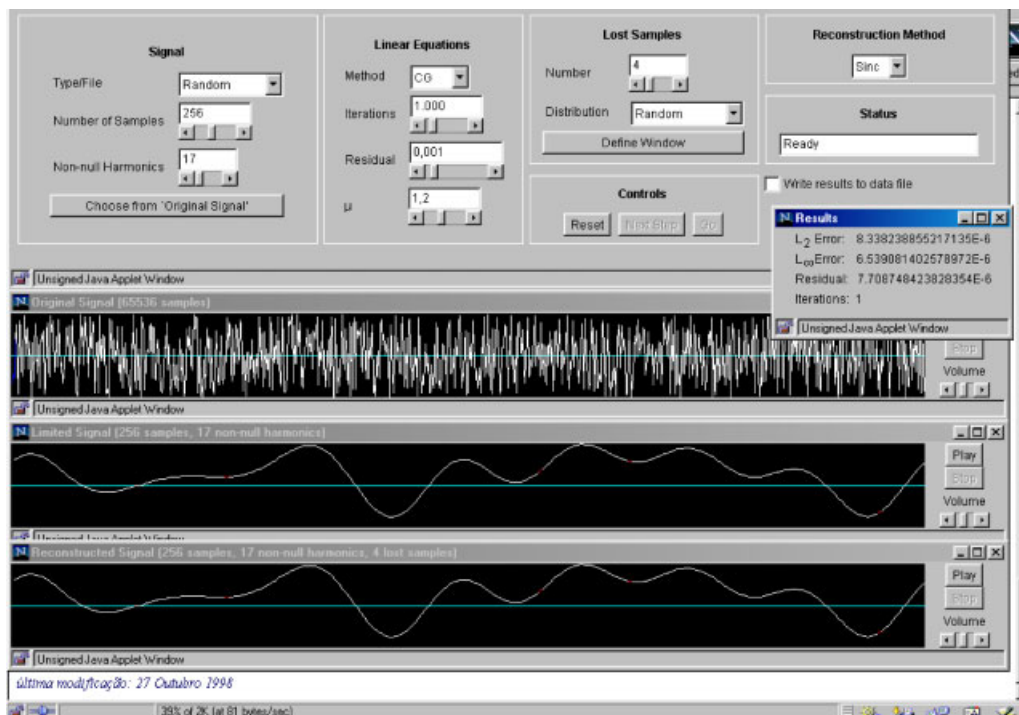 Signal
Type/File Random
Number of Samples 256
Non-null Harmonics 17
Choose from 'Original Signal'
Linear Equations
Method CG
Iterations 1.000
Residual 0,001
μ 1,2
Lost Samples
Number 4
Distribution Random
Define Window
Controls
Reset Next Step Go
Reconstruction Method
Sinc
Status
Ready
Write results to data file
Results
L2 Error: 8.338238855217135E-6
L∞Error: 6.539081402578972E-6
Residual: 7.708748423828354E-6
Iterations: 1
Unsigned Java Applet Window
Unsigned Java Applet Window
Original Signal (65536 samples)
Stop
Volume
Unsigned Java Applet Window
Limited Signal (256 samples, 17 non-null harmonics)
Play
Stop
Volume
Unsigned Java Applet Window
Reconstructed Signal (256 samples, 17 non-null harmonics, 4 lost samples)
Play
Stop
Volume
Unsigned Java Applet Window
última modificação: 27 Outubro 1998
39% of 2K (at 81 bytes/sec)